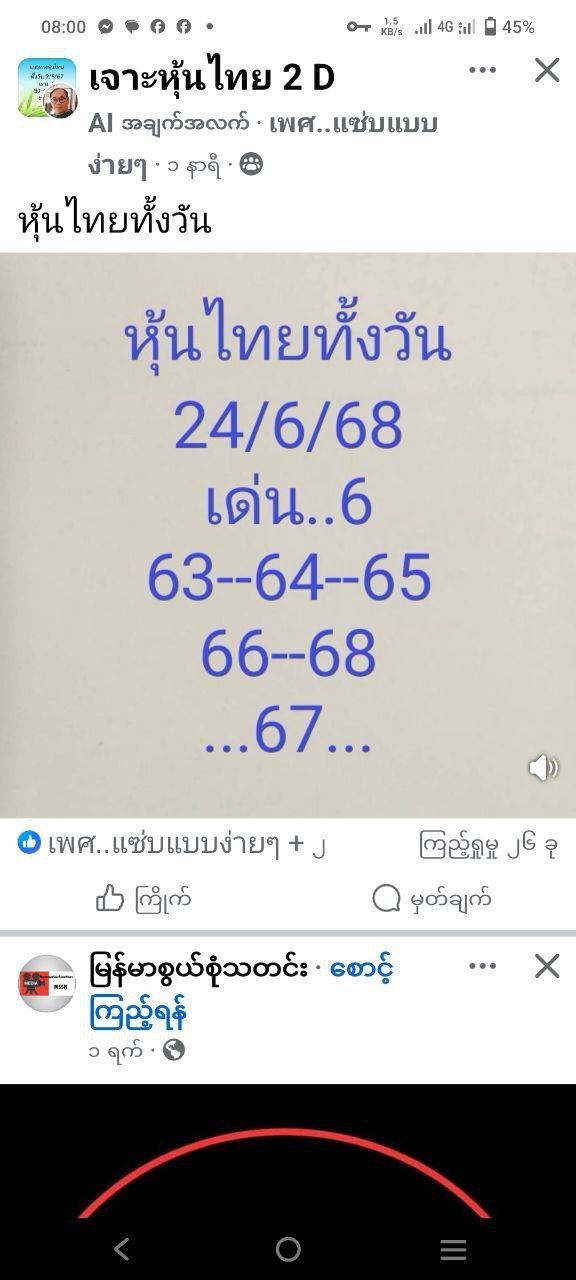 08:00
1.5 KB/s 4G 45%
เจาะหุ้นไทย 2 D
AI အချက်အလက် · เพศ..แซ่บแบบ
ง่ายๆ · ၁ နာရီ ·
หุ้นไทยทั้งวัน
หุ้นไทยทั้งวัน
24/6/68
เด่น..6
63--64--65
66--68
...67...
เพศ..แซ่บแบบง่ายๆ + ၂ ကြည့်ရှုမှု ၂၆ ခု
ကြိုက် မှတ်ချက်
မြန်မာစွယ်စုံသတင်း · စောင့်
ကြည့်ရန်
၁ ရက် ·
MEDIA
MSSN